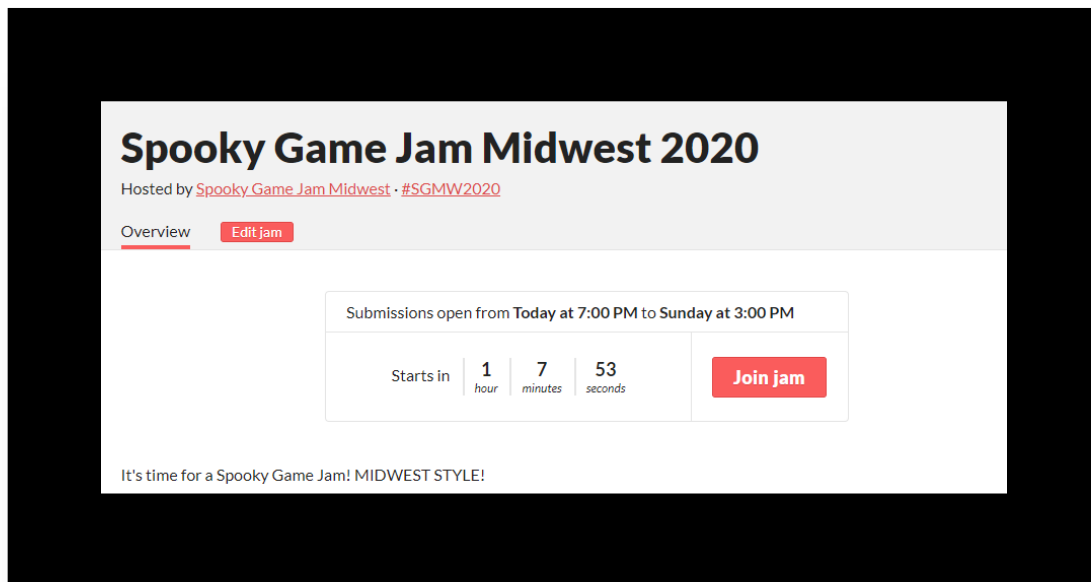 Spooky Game Jam Midwest 2020
Hosted by Spooky Game Jam Midwest · #SGMW2020
Overview Edit jam
Submissions open from Today at 7:00 PM to Sunday at 3:00 PM
Starts in 1 hour 7 minutes 53 seconds
Join jam
It's time for a Spooky Game Jam! MIDWEST STYLE!